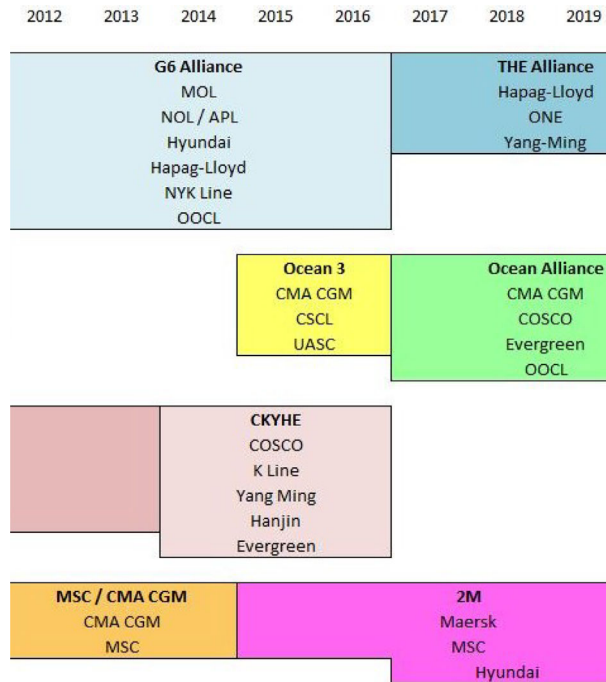 2012 2013 2014 2015 2016 2017 2018 2019
G6 Alliance THE Alliance
MOL Hapag-Lloyd
NOL / APL ONE
Hyundai Yang-Ming
Hapag-Lloyd
NYK Line
OOCL
Ocean 3 Ocean Alliance
CMA CGM CMA CGM
CSCL COSCO
UASC Evergreen
OOCL
CKYHE
COSCO
K Line
Yang Ming
Hanjin
Evergreen
MSC / CMA CGM 2M
CMA CGM Maersk
MSC MSC
Hyundai